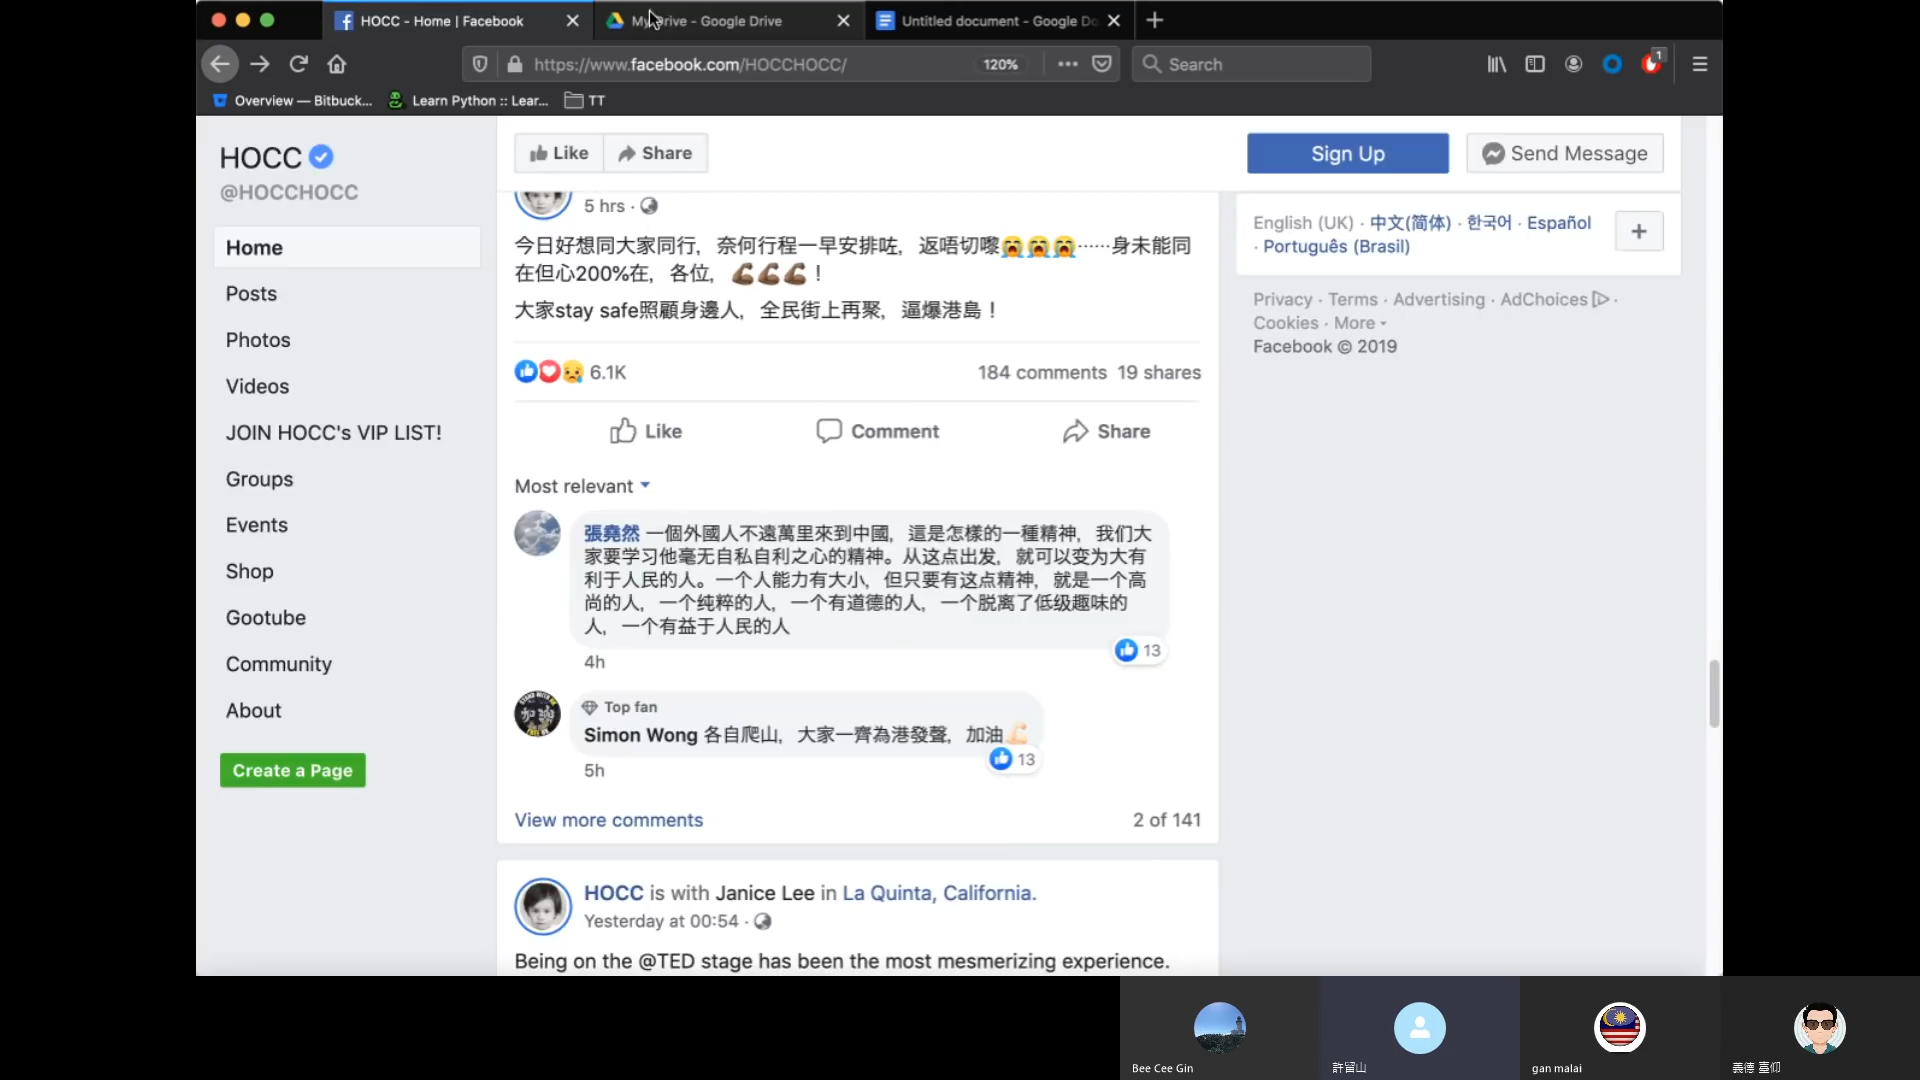 HOCC - Home | Facebook
My Drive - Google Drive
Untitled document - Google Do
https://www.facebook.com/HOCCHOCC/
120%
Search
1
Overview — Bitbuck...
Learn Python :: Lear...
TT
HOCC
@HOCCHOCC
Home
Posts
Photos
Videos
JOIN HOCC's VIP LIST!
Groups
Events
Shop
Gootube
Community
About
Create a Page
Like
Share
Sign Up
Send Message
5 hrs ·
今日好想同大家同行，奈何行程一早安排咗，返唔切嚟😭😭😭⋯⋯身未能同
在但心200%在，各位，💪🏾💪🏾💪🏾！
大家stay safe照顧身邊人，全民街上再聚，逼爆港島！
6.1K
184 comments 19 shares
Like
Comment
Share
Most relevant
張堯然 一個外國人不遠萬里來到中國，這是怎樣的一種精神，我们大
家要学习他毫无自私自利之心的精神。从这点出发，就可以变为大有
利于人民的人。一个人能力有大小，但只要有这点精神，就是一个高
尚的人，一个纯粹的人，一个有道德的人，一个脱离了低级趣味的
人，一个有益于人民的人
13
4h
Top fan
Simon Wong 各自爬山，大家一齊為港發聲，加油💪🏻
13
5h
View more comments
2 of 141
HOCC is with Janice Lee in La Quinta, California.
Yesterday at 00:54 ·
Being on the @TED stage has been the most mesmerizing experience.
English (UK) · 中文(简体) · 한국어 · Español
· Português (Brasil)
Privacy · Terms · Advertising · AdChoices ·
Cookies · More
Facebook © 2019
Bee Cee Gin
許留山
gan malai
義德 臺仰